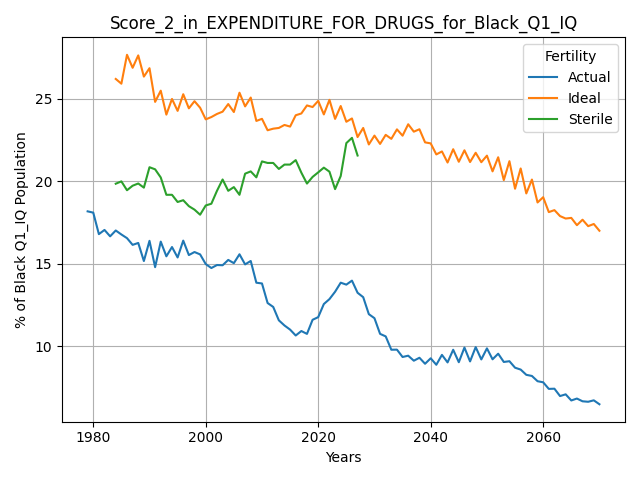 Score_2_in_EXPENDITURE_FOR_DRUGS_for_Black_Q1_IQ
Fertility
Actual
Ideal
Sterile
% of Black Q1_IQ Population
25
20
15
10
1980
2000
2020
2040
2060
Years